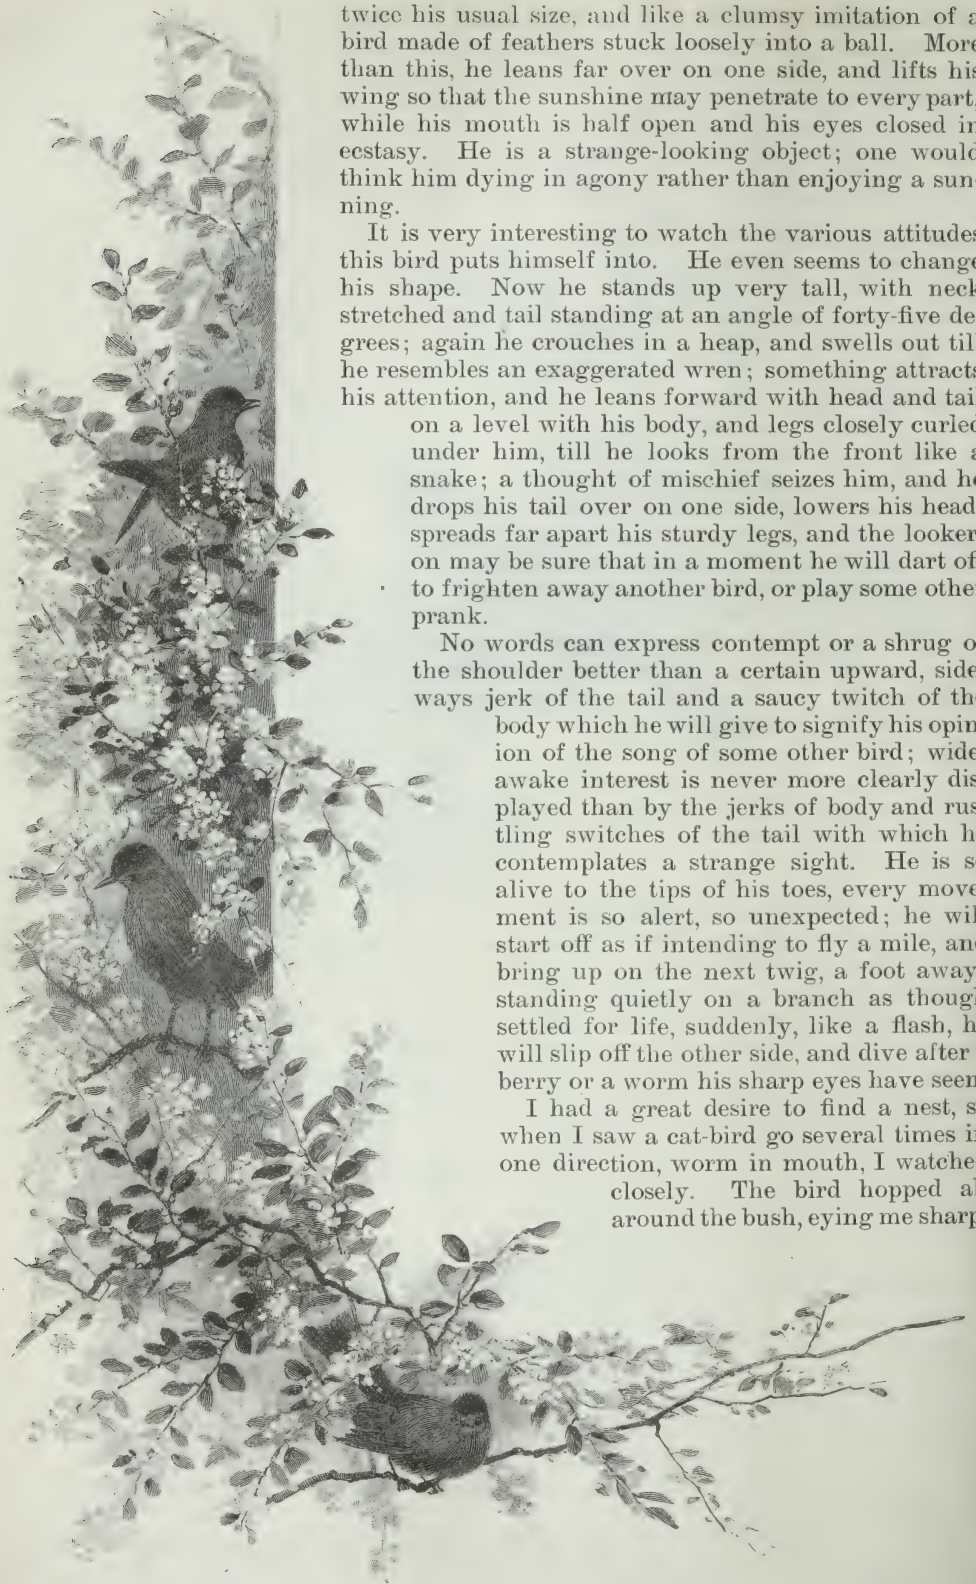 twice his usual size, and like a clumsy imitation of a
bird made of feathers stuck loosely into a ball. More
than this, he leans far over on one side, and lifts his
wing so that the sunshine may penetrate to every part,
while his mouth is half open and his eyes closed in
ecstasy. He is a strange-looking object; one would
think him dying in agony rather than enjoying a sun-
ning.
It is very interesting to watch the various attitudes
this bird puts himself into. He even seems to change
his shape. Now he stands up very tall, with neck
stretched and tail standing at an angle of forty-five de
grees; again he crouches in a heap, and swells out til
he resembles an exaggerated wren; something attracts
his attention, and he leans forward with head and tail
on a level with his body, and legs closely curled
under him, till he looks from the front like a
snake; a thought of mischief seizes him, and he
drops his tail over on one side, lowers his head
spreads far apart his sturdy legs, and the looker
on may be sure that in a moment he will dart of
to frighten away another bird, or play some othe
prank.
No words can express contempt or a shrug o
the shoulder better than a certain upward, side
ways jerk of the tail and a saucy twitch of th
body which he will give to signify his opin
ion of the song of some other bird; wide
awake interest is never more clearly dis
played than by the jerks of body and rus
tling switches of the tail with which h
contemplates a strange sight. He is s
alive to the tips of his toes, every move
ment is so alert, so unexpected; he wil
start off as if intending to fly a mile, an
bring up on the next twig, a foot away
standing quietly on a branch as thoug
settled for life, suddenly, like a flash, h
will slip off the other side, and dive after
berry or a worm his sharp eyes have seen
I had a great desire to find a nest, s
when I saw a cat-bird go several times i
one direction, worm in mouth, I watche
closely. The bird hopped al
around the bush, eying me sharp